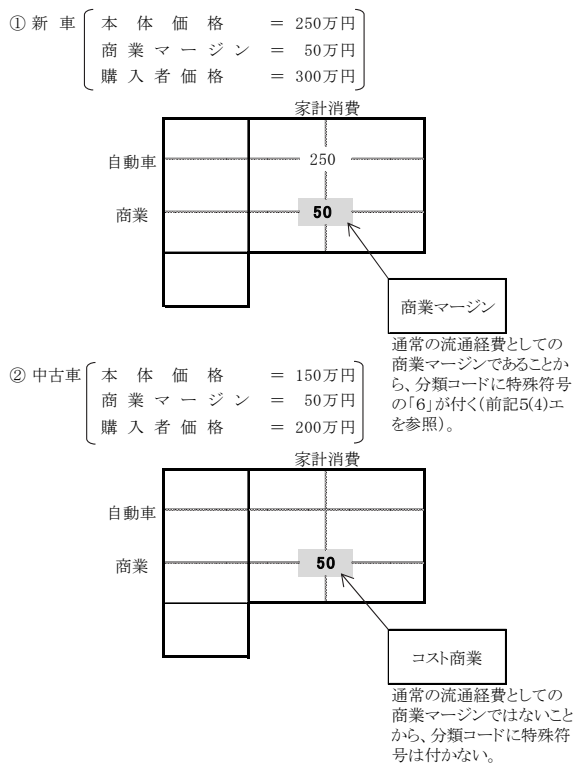 ① 新 車
本 体 価 格 ＝ 250万円
商 業 マ ー ジ ン ＝ 50万円
購 入 者 価 格 ＝ 300万円
家計消費
自動車
250
商業
50
商業マージン
通常の流通経費としての
商業マージンであることか
ら、分類コードに特殊符号
の｢6｣が付く(前記5(4)エ
を参照)。
② 中古車
本 体 価 格 ＝ 150万円
商 業 マ ー ジ ン ＝ 50万円
購 入 者 価 格 ＝ 200万円
家計消費
自動車
商業
50
コスト商業
通常の流通経費としての
商業マージンではないこと
から、分類コードに特殊符
号は付かない。